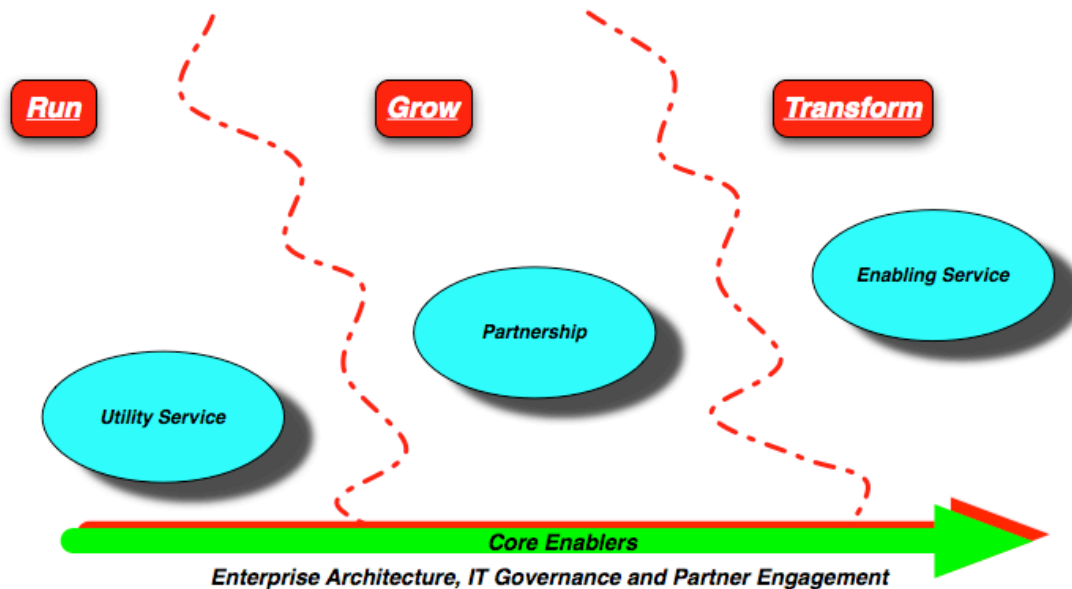 Run
Grow
Transform
Enabling Service
Partnership
Utility Service
Core Enablers
Enterprise Architecture, IT Governance and Partner Engagement